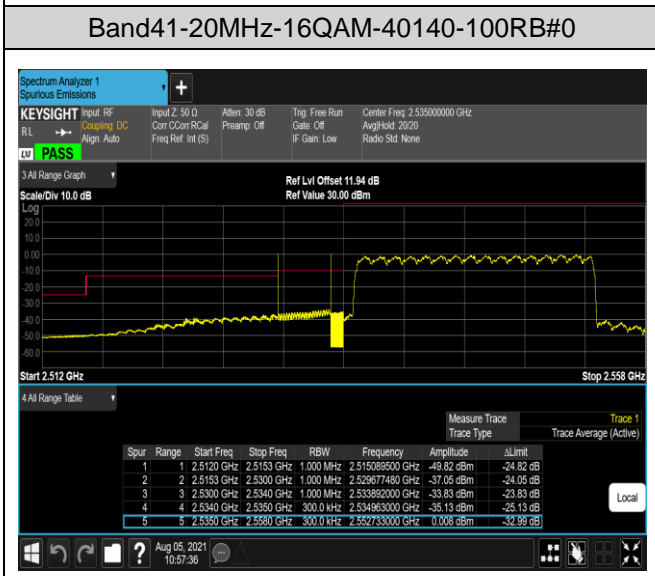 Band41-20MHz-16QAM-40140-100RB#0
Spectrum Analyzer 1
Spurious Emissions
+
KEYSIGHT Input: RF Input Z: 50 Ω Atten: 30 dB Trig: Free Run Center Freq: 2.535000000 GHz
RL Coupling: DC Corr CCorr RCal Preamp: Off Gate: Off Avg|Hold: 20/20
Align: Auto Freq Ref: Int (S) IF Gain: Low Radio Std: None
LXI PASS
3 All Range Graph
Ref Lvl Offset 11.94 dB
Scale/Div 10.0 dB Ref Value 30.00 dBm
Log
20.0
10.0
0.00
-10.0
-20.0
-30.0
-40.0
-50.0
-60.0
Start 2.512 GHz Stop 2.558 GHz
4 All Range Table
Measure Trace Trace 1
Trace Type Trace Average (Active)
Spur Range Start Freq Stop Freq RBW Frequency Amplitude ΔLimit
1 1 2.5120 GHz 2.5153 GHz 1.000 MHz 2.515089500 GHz -49.82 dBm -24.82 dB
2 2 2.5153 GHz 2.5300 GHz 1.000 MHz 2.529677480 GHz -37.05 dBm -24.05 dB
3 3 2.5300 GHz 2.5340 GHz 1.000 MHz 2.533892000 GHz -33.83 dBm -23.83 dB
4 4 2.5340 GHz 2.5350 GHz 300.0 kHz 2.534963000 GHz -35.13 dBm -25.13 dB
5 5 2.5350 GHz 2.5580 GHz 300.0 kHz 2.552733000 GHz 0.008 dBm -32.99 dB
Local
? Aug 05, 2021
10:57:36